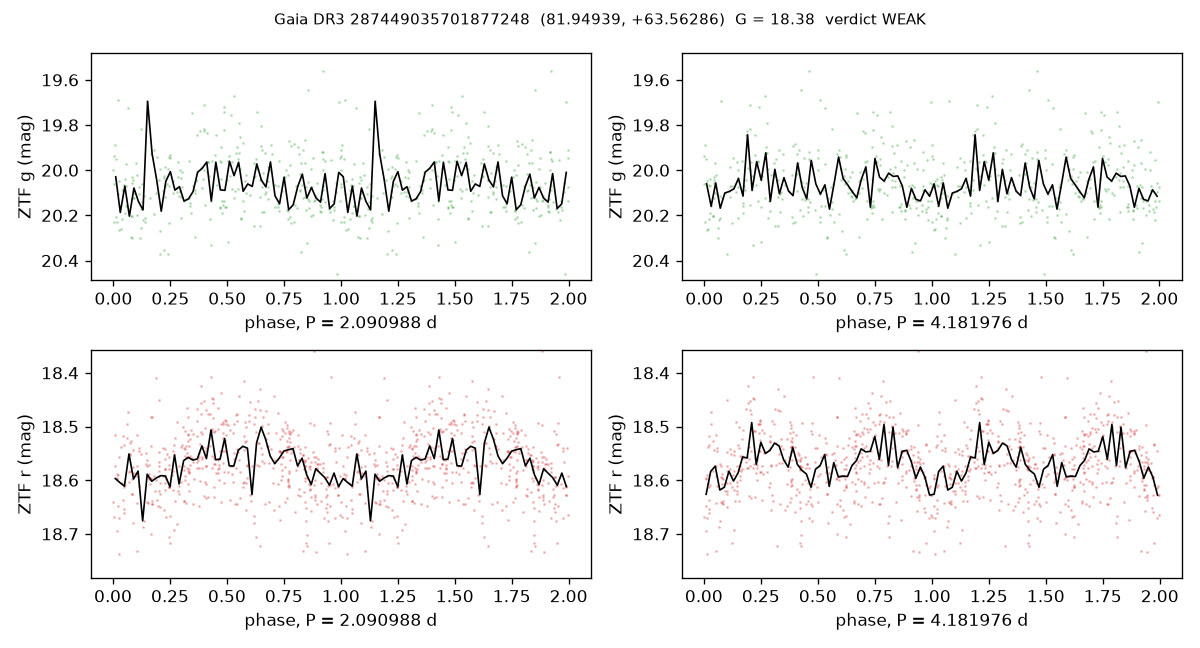 Gaia DR3 287449035701877248 (81.94939, +63.56286) G = 18.38 verdict WEAK
ZTF g (mag)
19.6
19.8
20.0
20.2
20.4
0.00 0.25 0.50 0.75 1.00 1.25 1.50 1.75 2.00
phase, P = 2.090988 d
ZTF g (mag)
19.6
19.8
20.0
20.2
20.4
0.00 0.25 0.50 0.75 1.00 1.25 1.50 1.75 2.00
phase, P = 4.181976 d
ZTF r (mag)
18.4
18.5
18.6
18.7
0.00 0.25 0.50 0.75 1.00 1.25 1.50 1.75 2.00
phase, P = 2.090988 d
ZTF r (mag)
18.4
18.5
18.6
18.7
0.00 0.25 0.50 0.75 1.00 1.25 1.50 1.75 2.00
phase, P = 4.181976 d